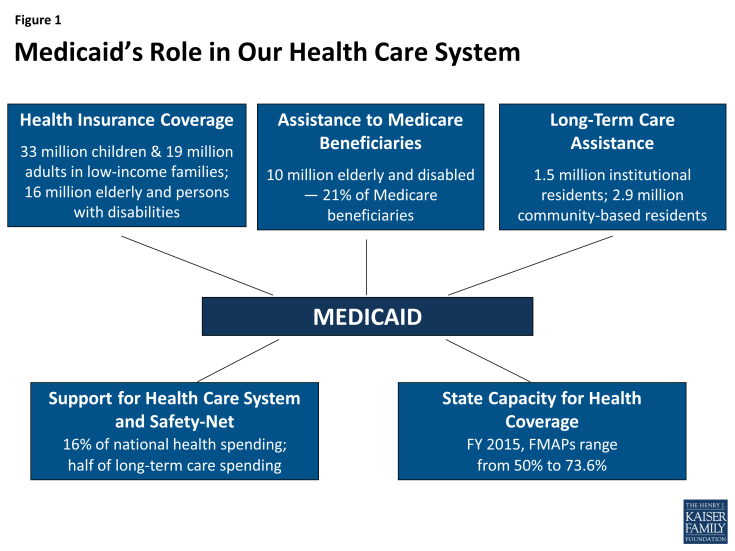 Figure 1
Medicaid’s Role in Our Health Care System
Health Insurance Coverage
33 million children & 19 million
adults in low-income families;
16 million elderly and persons
with disabilities
Assistance to Medicare
Beneficiaries
10 million elderly and disabled
— 21% of Medicare
beneficiaries
Long-Term Care
Assistance
1.5 million institutional
residents; 2.9 million
community-based residents
MEDICAID
Support for Health Care System
and Safety-Net
16% of national health spending;
half of long-term care spending
State Capacity for Health
Coverage
FY 2015, FMAPs range
from 50% to 73.6%
THE HENRY J.
KAISER
FAMILY
FOUNDATION